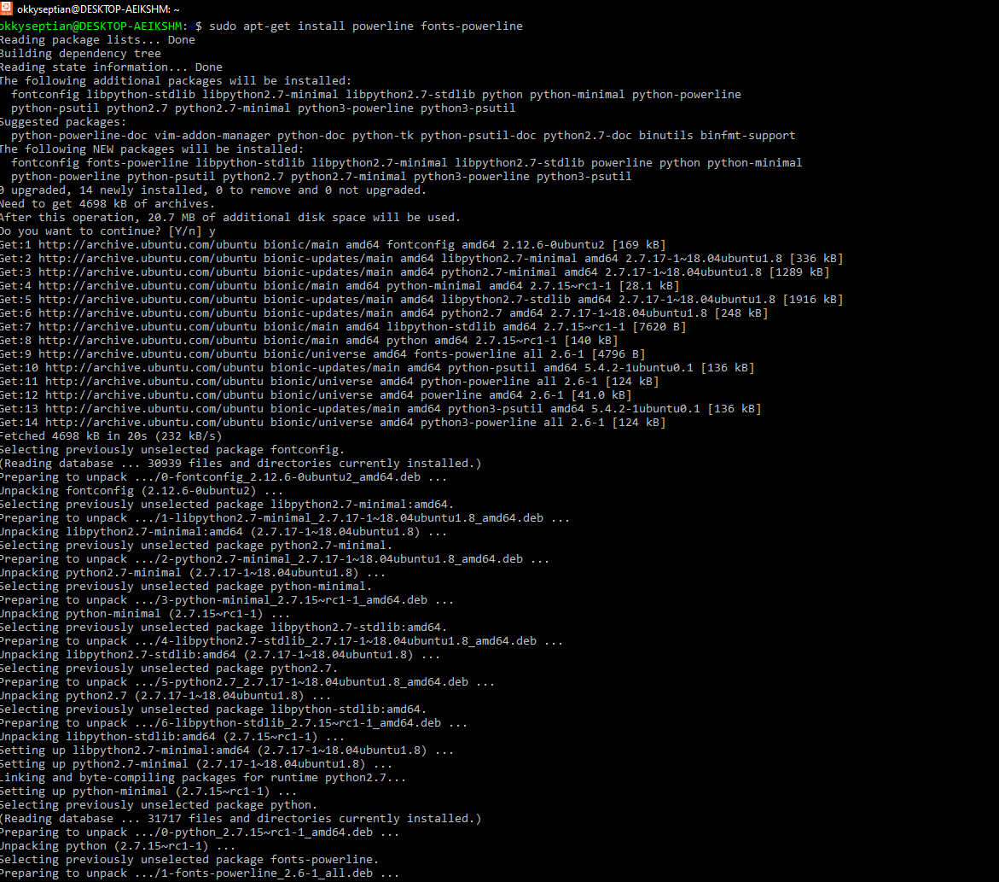 okkyseptian@DESKTOP-AEIKSHM: ~
okkyseptian@DESKTOP-AEIKSHM:~$ sudo apt-get install powerline fonts-powerline
Reading package lists... Done
Building dependency tree
Reading state information... Done
The following additional packages will be installed:
  fontconfig libpython-stdlib libpython2.7-minimal libpython2.7-stdlib python python-minimal python-powerline
  python-psutil python2.7 python2.7-minimal python3-powerline python3-psutil
Suggested packages:
  python-powerline-doc vim-addon-manager python-doc python-tk python-psutil-doc python2.7-doc binutils binfmt-support
The following NEW packages will be installed:
  fontconfig fonts-powerline libpython-stdlib libpython2.7-minimal libpython2.7-stdlib powerline python python-minimal
  python-powerline python-psutil python2.7 python2.7-minimal python3-powerline python3-psutil
0 upgraded, 14 newly installed, 0 to remove and 0 not upgraded.
Need to get 4698 kB of archives.
After this operation, 20.7 MB of additional disk space will be used.
Do you want to continue? [Y/n] y
Get:1 http://archive.ubuntu.com/ubuntu bionic/main amd64 fontconfig amd64 2.12.6-0ubuntu2 [169 kB]
Get:2 http://archive.ubuntu.com/ubuntu bionic-updates/main amd64 libpython2.7-minimal amd64 2.7.17-1~18.04ubuntu1.8 [336 kB]
Get:3 http://archive.ubuntu.com/ubuntu bionic-updates/main amd64 python2.7-minimal amd64 2.7.17-1~18.04ubuntu1.8 [1289 kB]
Get:4 http://archive.ubuntu.com/ubuntu bionic/main amd64 python-minimal amd64 2.7.15~rc1-1 [28.1 kB]
Get:5 http://archive.ubuntu.com/ubuntu bionic-updates/main amd64 libpython2.7-stdlib amd64 2.7.17-1~18.04ubuntu1.8 [1916 kB]
Get:6 http://archive.ubuntu.com/ubuntu bionic-updates/main amd64 python2.7 amd64 2.7.17-1~18.04ubuntu1.8 [248 kB]
Get:7 http://archive.ubuntu.com/ubuntu bionic/main amd64 libpython-stdlib amd64 2.7.15~rc1-1 [7620 B]
Get:8 http://archive.ubuntu.com/ubuntu bionic/main amd64 python amd64 2.7.15~rc1-1 [140 kB]
Get:9 http://archive.ubuntu.com/ubuntu bionic/universe amd64 fonts-powerline all 2.6-1 [4796 B]
Get:10 http://archive.ubuntu.com/ubuntu bionic-updates/main amd64 python-psutil amd64 5.4.2-1ubuntu0.1 [136 kB]
Get:11 http://archive.ubuntu.com/ubuntu bionic/universe amd64 python-powerline all 2.6-1 [124 kB]
Get:12 http://archive.ubuntu.com/ubuntu bionic/universe amd64 powerline amd64 2.6-1 [41.0 kB]
Get:13 http://archive.ubuntu.com/ubuntu bionic-updates/main amd64 python3-psutil amd64 5.4.2-1ubuntu0.1 [136 kB]
Get:14 http://archive.ubuntu.com/ubuntu bionic/universe amd64 python3-powerline all 2.6-1 [124 kB]
Fetched 4698 kB in 20s (232 kB/s)
Selecting previously unselected package fontconfig.
(Reading database ... 30939 files and directories currently installed.)
Preparing to unpack .../0-fontconfig_2.12.6-0ubuntu2_amd64.deb ...
Unpacking fontconfig (2.12.6-0ubuntu2) ...
Selecting previously unselected package libpython2.7-minimal:amd64.
Preparing to unpack .../1-libpython2.7-minimal_2.7.17-1~18.04ubuntu1.8_amd64.deb ...
Unpacking libpython2.7-minimal:amd64 (2.7.17-1~18.04ubuntu1.8) ...
Selecting previously unselected package python2.7-minimal.
Preparing to unpack .../2-python2.7-minimal_2.7.17-1~18.04ubuntu1.8_amd64.deb ...
Unpacking python2.7-minimal (2.7.17-1~18.04ubuntu1.8) ...
Selecting previously unselected package python-minimal.
Preparing to unpack .../3-python-minimal_2.7.15~rc1-1_amd64.deb ...
Unpacking python-minimal (2.7.15~rc1-1) ...
Selecting previously unselected package libpython2.7-stdlib:amd64.
Preparing to unpack .../4-libpython2.7-stdlib_2.7.17-1~18.04ubuntu1.8_amd64.deb ...
Unpacking libpython2.7-stdlib:amd64 (2.7.17-1~18.04ubuntu1.8) ...
Selecting previously unselected package python2.7.
Preparing to unpack .../5-python2.7_2.7.17-1~18.04ubuntu1.8_amd64.deb ...
Unpacking python2.7 (2.7.17-1~18.04ubuntu1.8) ...
Selecting previously unselected package libpython-stdlib:amd64.
Preparing to unpack .../6-libpython-stdlib_2.7.15~rc1-1_amd64.deb ...
Unpacking libpython-stdlib:amd64 (2.7.15~rc1-1) ...
Setting up libpython2.7-minimal:amd64 (2.7.17-1~18.04ubuntu1.8) ...
Setting up python2.7-minimal (2.7.17-1~18.04ubuntu1.8) ...
Linking and byte-compiling packages for runtime python2.7...
Setting up python-minimal (2.7.15~rc1-1) ...
Selecting previously unselected package python.
(Reading database ... 31717 files and directories currently installed.)
Preparing to unpack .../0-python_2.7.15~rc1-1_amd64.deb ...
Unpacking python (2.7.15~rc1-1) ...
Selecting previously unselected package fonts-powerline.
Preparing to unpack .../1-fonts-powerline_2.6-1_all.deb ...